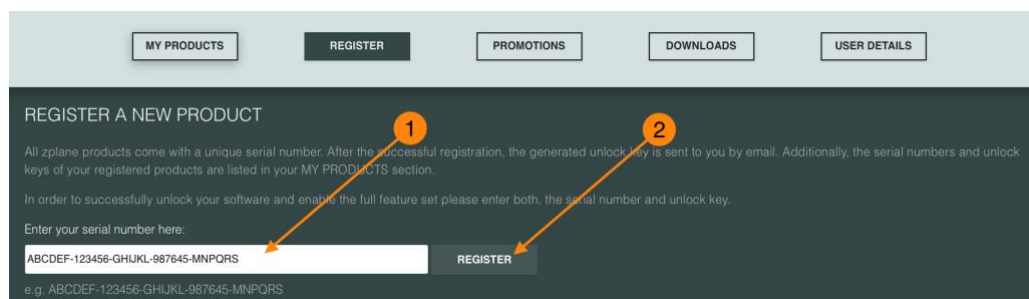 MY PRODUCTS REGISTER PROMOTIONS DOWNLOADS USER DETAILS
REGISTER A NEW PRODUCT
1 2
All zplane products come with a unique serial number. After the successful registration, the generated unlock key is sent to you by email. Additionally, the serial numbers and unlock
keys of your registered products are listed in your MY PRODUCTS section.
In order to successfully unlock your software and enable the full feature set please enter both, the serial number and unlock key.
Enter your serial number here:
ABCDEF-123456-GHIJKL-987645-MNPQRS REGISTER
e.g. ABCDEF-123456-GHIJKL-987645-MNPQRS